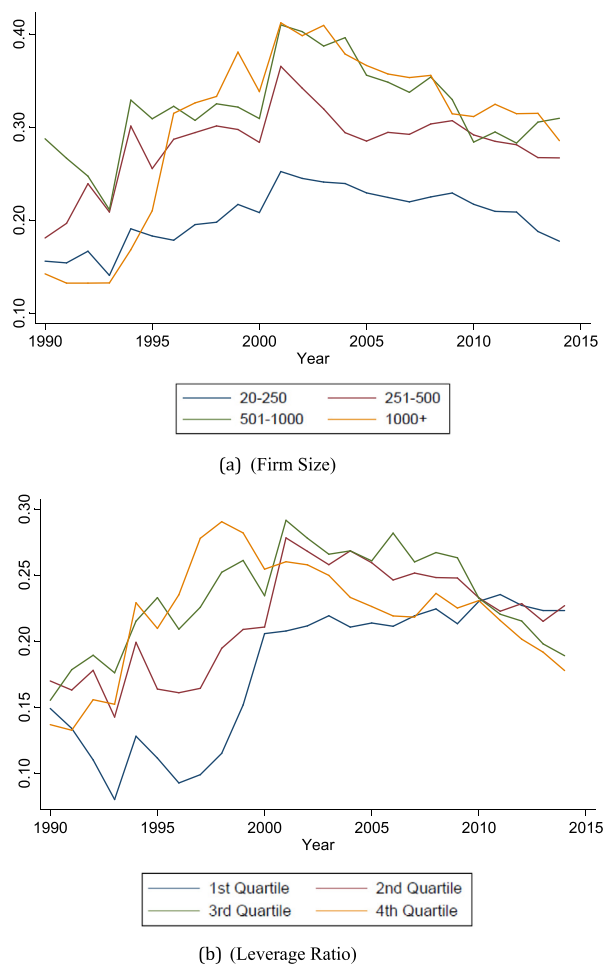 0.40
0.30
0.20
0.10
1990 1995 2000 2005 2010 2015
Year
20-250 251-500
501-1000 1000+
(a) (Firm Size)
0.30
0.25
0.20
0.15
0.10
1990 1995 2000 2005 2010 2015
Year
1st Quartile 2nd Quartile
3rd Quartile 4th Quartile
(b) (Leverage Ratio)